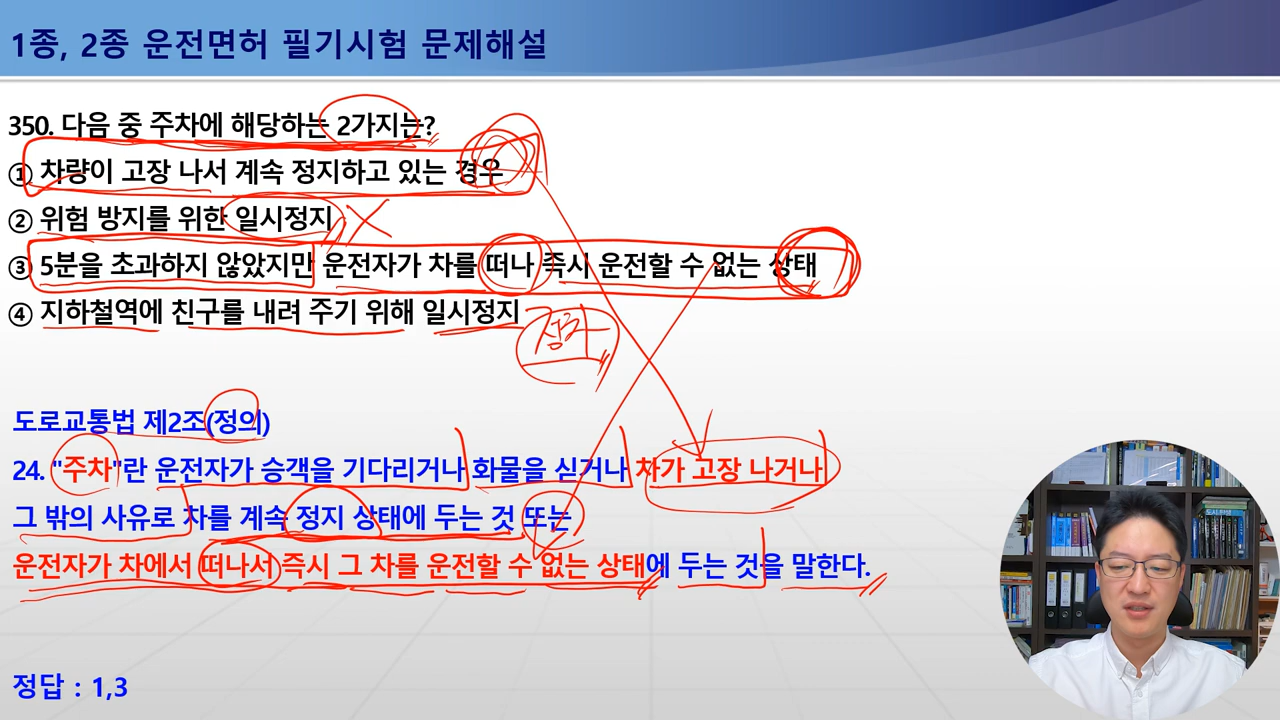 1종, 2종 운전면허 필기시험 문제해설
350. 다음 중 주차에 해당하는 2가지는?
① 차량이 고장 나서 계속 정지하고 있는 경우
② 위험 방지를 위한 일시정지
③ 5분을 초과하지 않았지만 운전자가 차를 떠나 즉시 운전할 수 없는 상태
④ 지하철역에 친구를 내려 주기 위해 일시정지
정차
도로교통법 제2조(정의)
24. "주차"란 운전자가 승객을 기다리거나 화물을 싣거나 차가 고장 나거나
그 밖의 사유로 차를 계속 정지 상태에 두는 것 또는
운전자가 차에서 떠나서 즉시 그 차를 운전할 수 없는 상태에 두는 것을 말한다.
정답 : 1,3